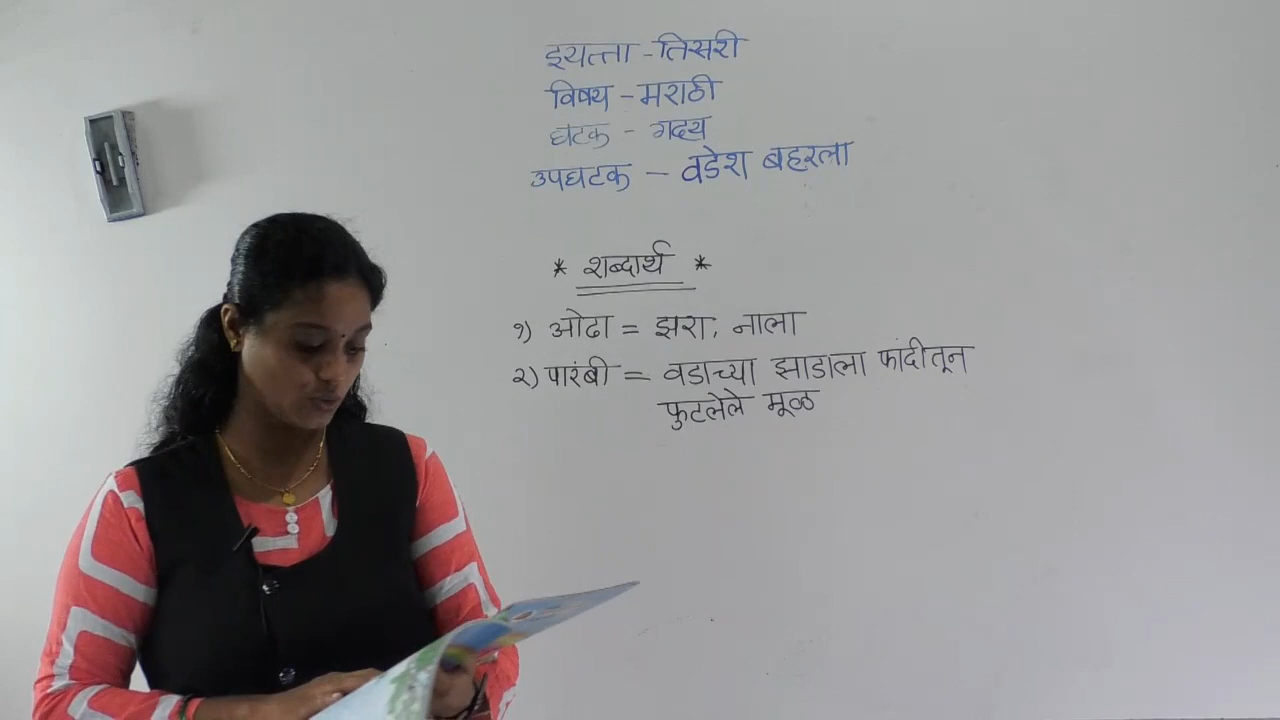 इयत्ता - तिसरी
विषय - मराठी
घटक - गद्य
उपघटक - वडेश बहरला
* शब्दार्थ *
१) ओढा = झरा, नाला
२) पारंबी = वडाच्या झाडाला फांदीतून
फुटलेले मूळ